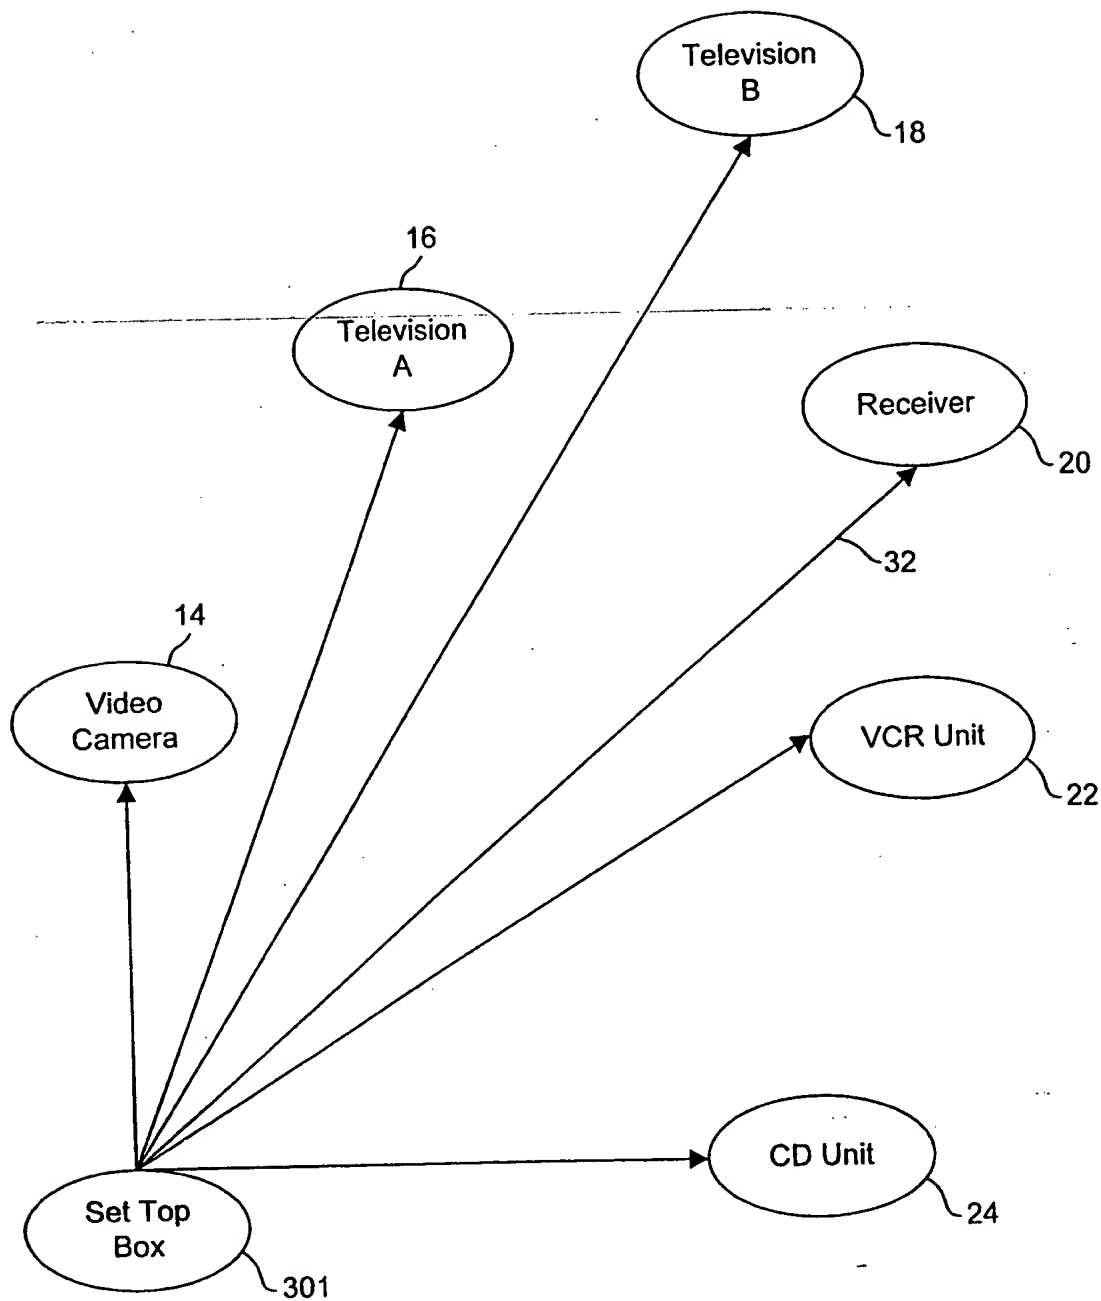 Television
B
18
16
Television
A
Receiver
20
32
14
Video
Camera
VCR Unit
22
CD Unit
24
Set Top
Box
301